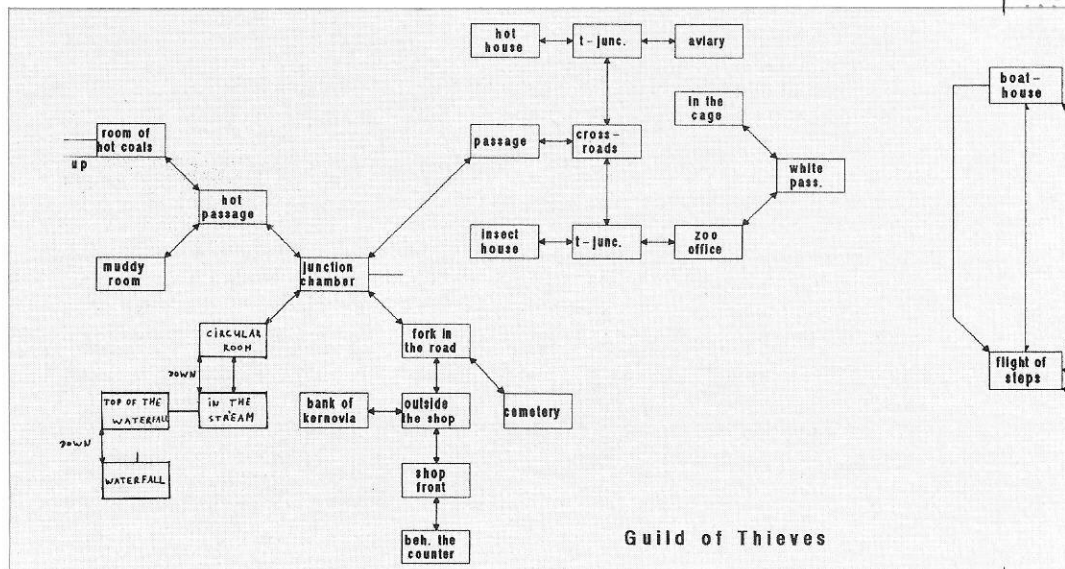 hot
house
t-junc.
aviary
boat-
house
in the
cage
room of
hot coals
up
passage
cross-
roads
white
pass.
hot
passage
insect
house
t-junc.
zoo
office
muddy
room
junction
chamber
CIRCULAR
ROOM
fork in
the road
flight of
steps
DOWN
TOP OF THE
WATERFALL
IN THE
STREAM
bank of
kernovia
outside
the shop
cemetery
DOWN
WATERFALL
shop
front
beh. the
counter
Guild of Thieves